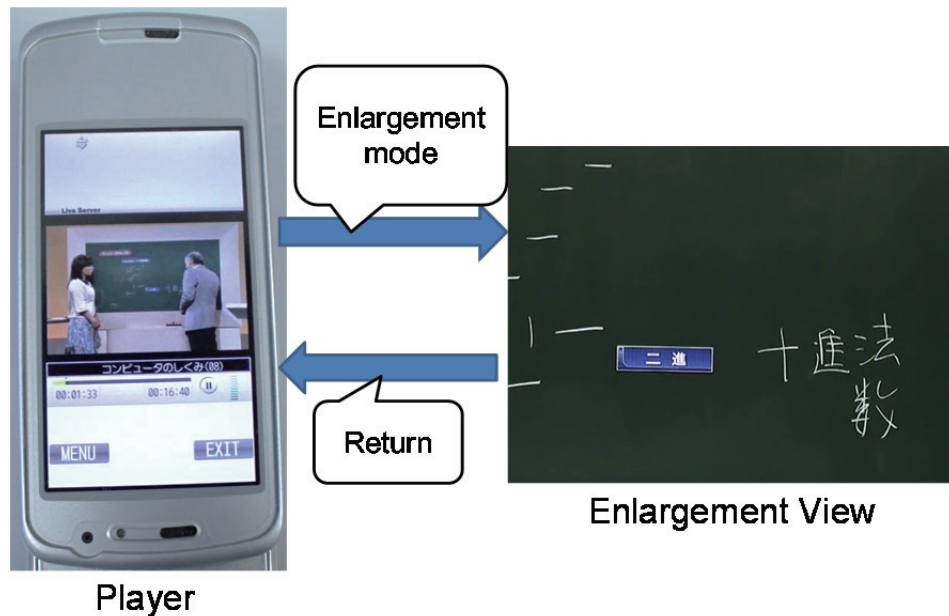 Enlargement
mode
Live Server
コンピュータのしくみ(08)
00:01:33
00:16:40
MENU
EXIT
Return
二進
十進法
数
Enlargement View
Player